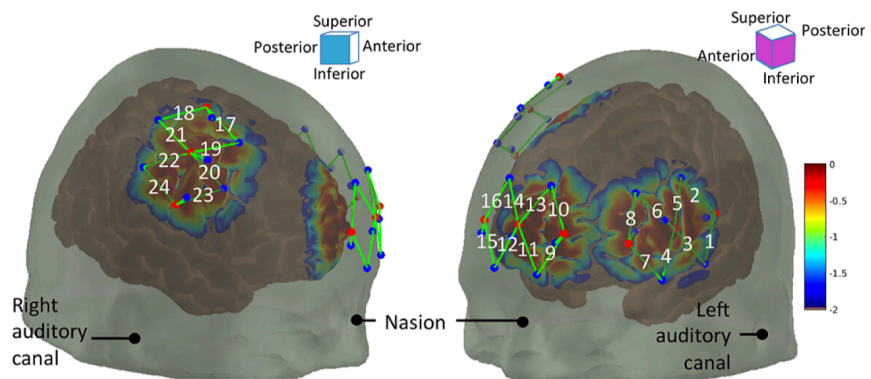 Superior
Posterior
Anterior
Inferior
18
17
21
19
22
20
24
23
Right
auditory
canal
Nasion
Superior
Posterior
Anterior
Inferior
16
14
13
10
15
12
11
9
8
6
5
2
7
4
3
1
Left
auditory
canal
0
-0.5
-1
-1.5
-2